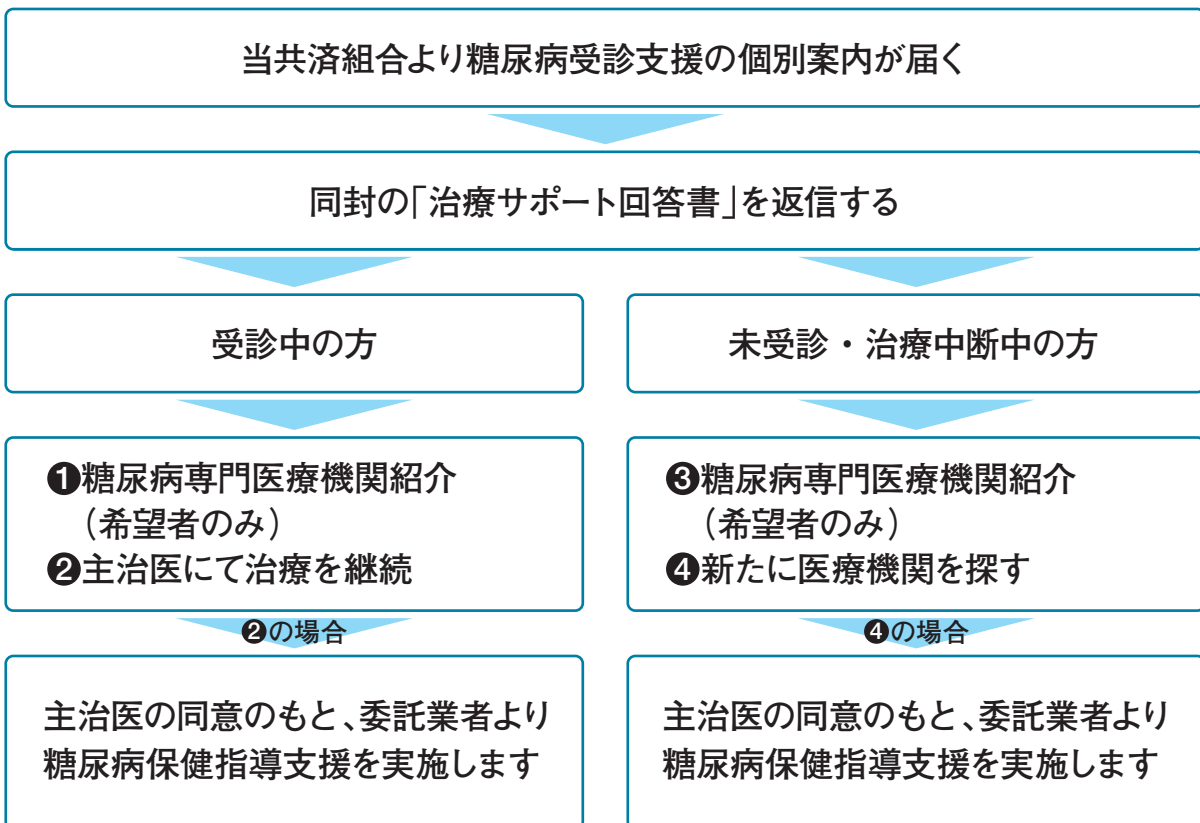 当共済組合より糖尿病受診支援の個別案内が届く
同封の「治療サポート回答書」を返信する
受診中の方
❶糖尿病専門医療機関紹介
(希望者のみ)
❷主治医にて治療を継続
❷の場合
主治医の同意のもと、委託業者より
糖尿病保健指導支援を実施します
未受診・治療中断中の方
❸糖尿病専門医療機関紹介
(希望者のみ)
❹新たに医療機関を探す
❹の場合
主治医の同意のもと、委託業者より
糖尿病保健指導支援を実施します